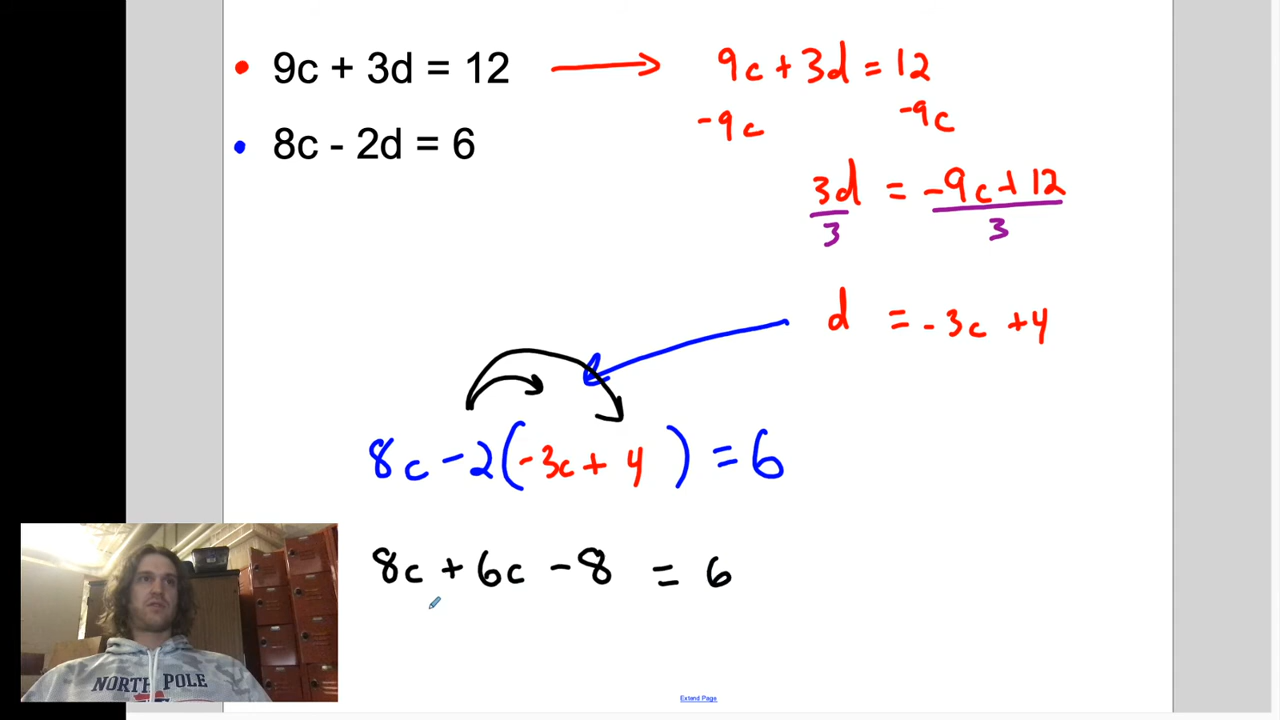 9c + 3d = 12
9c + 3d = 12
-9c -9c
8c - 2d = 6
3d = -9c + 12
3 3
d = -3c + 4
8c - 2(-3c + 4) = 6
8c + 6c - 8 = 6
NORTH POLE
Extend Page